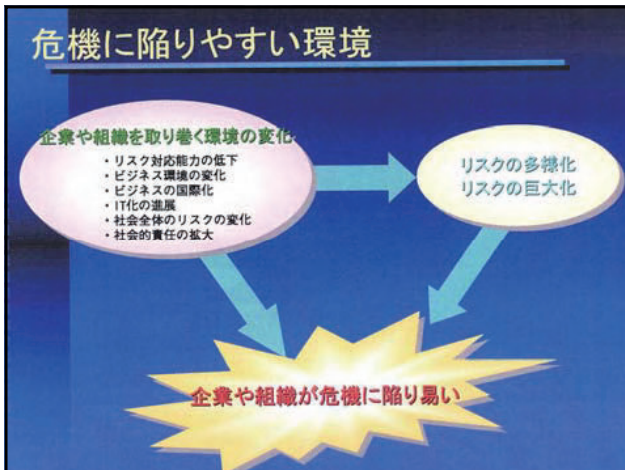 危機に陥りやすい環境
企業や組織を取り巻く環境の変化
・リスク対応能力の低下
・ビジネス環境の変化
・ビジネスの国際化
・IT化の進展
・社会全体のリスクの変化
・社会的責任の拡大
リスクの多様化
リスクの巨大化
企業や組織が危機に陥り易い